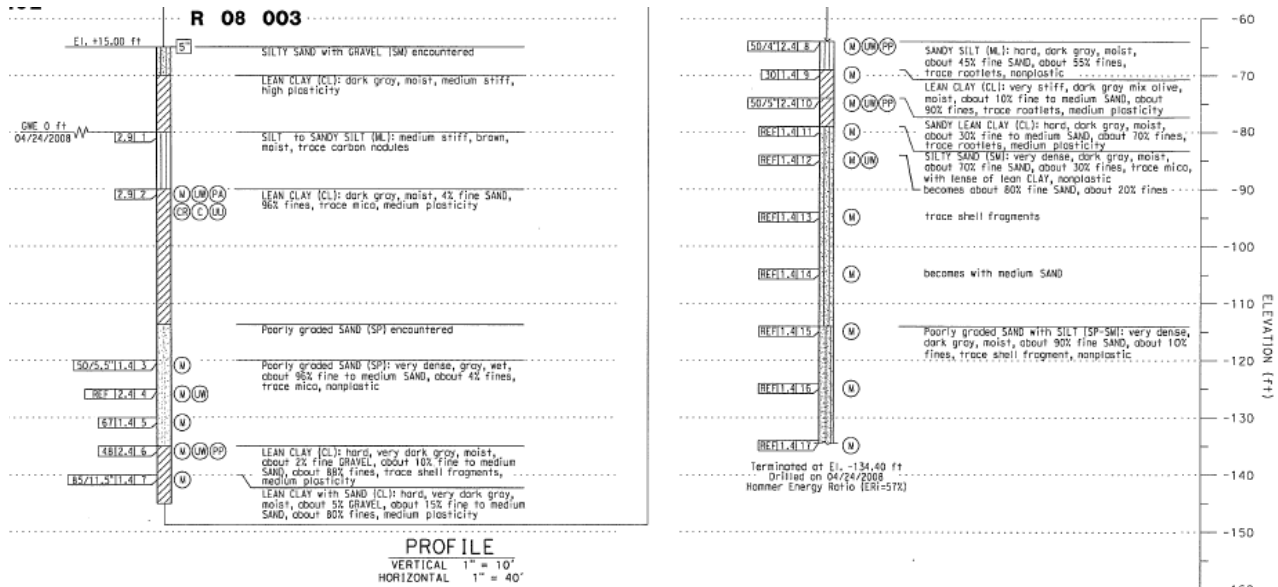 R 08 003
El. +15.00 ft
5"
SILTY SAND with GRAVEL (SM) encountered
LEAN CLAY (CL): dark gray, moist, medium stiff,
high plasticity
GWE 0 ft
04/24/2008
2.9 1
SILT to SANDY SILT (ML): medium stiff, brown,
moist, trace carbon nodules
2.9 2
M UW PA
CR C UU
LEAN CLAY (CL): dark gray, moist, 4% fine SAND,
96% fines, trace mica, medium plasticity
Poorly graded SAND (SP) encountered
50/5.5" 1.4 3
M
Poorly graded SAND (SP): very dense, gray, wet,
about 96% fine to medium SAND, about 4% fines,
trace mica, nonplastic
REF 2.4 4
M UW
67 1.4 5
M
48 2.4 6
M UW PP
LEAN CLAY (CL): hard, very dark gray, moist,
about 2% fine GRAVEL, about 10% fine to medium
SAND, about 88% fines, trace shell fragments,
medium plasticity
85/11.5" 1.4 7
M
LEAN CLAY with SAND (CL): hard, very dark gray,
moist, about 5% GRAVEL, about 15% fine to medium
SAND, about 80% fines, medium plasticity
PROFILE
VERTICAL 1" = 10'
HORIZONTAL 1" = 40'
50/4" 2.4 8
M UW PP
SANDY SILT (ML): hard, dark gray, moist,
about 45% fine SAND, about 55% fines,
trace rootlets, nonplastic
30 1.4 9
M
LEAN CLAY (CL): very stiff, dark gray mix olive,
moist, about 10% fine to medium SAND, about
90% fines, trace rootlets, medium plasticity
50/5" 2.4 10
M UW PP
SANDY LEAN CLAY (CL): hard, dark gray, moist,
about 30% fine to medium SAND, about 70% fines,
trace rootlets, medium plasticity
REF 1.4 11
M
SILTY SAND (SM): very dense, dark gray, moist,
about 70% fine SAND, about 30% fines, trace mica,
with lense of lean CLAY, nonplastic
REF 1.4 12
M UW
becomes about 80% fine SAND, about 20% fines
REF 1.4 13
M
trace shell fragments
REF 1.4 14
M
becomes with medium SAND
REF 1.4 15
M
Poorly graded SAND with SILT (SP-SM): very dense,
dark gray, moist, about 90% fine SAND, about 10%
fines, trace shell fragment, nonplastic
REF 1.4 16
M
REF 1.4 17
M
Terminated at El. -134.40 ft
Drilled on 04/24/2008
Hammer Energy Ratio (ERi=57%)
-60
-70
-80
-90
-100
-110
-120
-130
-140
-150
ELEVATION (ft)